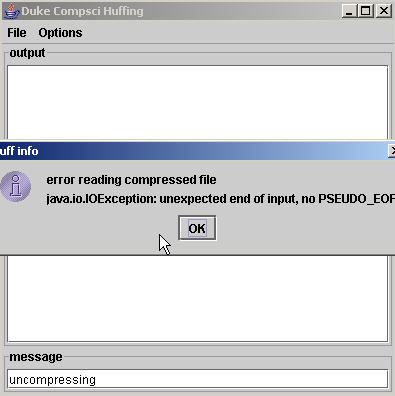 Duke Compsci Huffing
File Options
output
uff info
error reading compressed file
java.io.IOException: unexpected end of input, no PSEUDO_EOF
OK
message
uncompressing